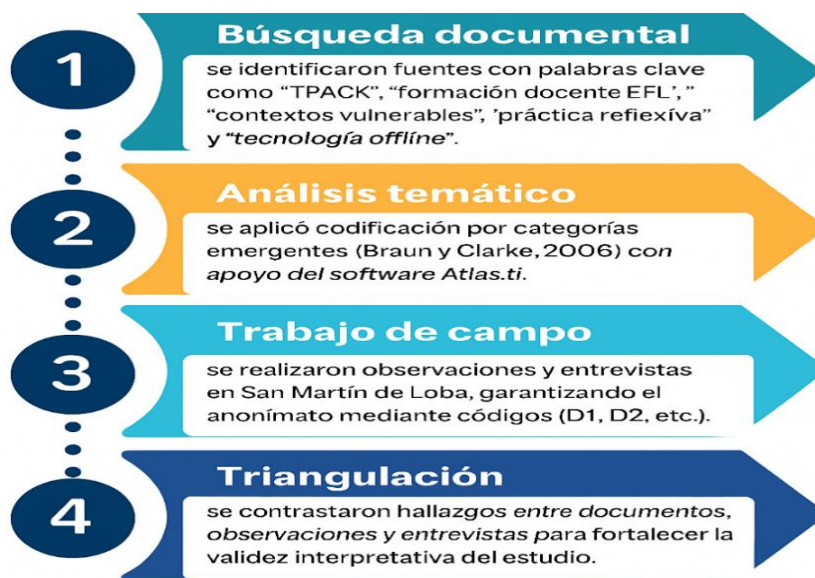 1
Búsqueda documental
se identificaron fuentes con palabras clave
como “TPACK”, “formación docente EFL’,”
“contextos vulnerables”, ’práctica refiexíva”
y “tecnología offlíne”.
2
Análisis temático
se aplicó codificación por categorías
emergentes (Braun y Clarke, 2006) con
apoyo del software Atlas.ti.
3
Trabajo de campo
se realizaron observaciones y entrevistas
en San Martín de Loba, garantizando el
anonímato mediante códigos (D1, D2, etc.).
4
Triangulación
se contrastaron hallazgos entre documentos,
observaciones y entrevistas para fortalecer la
validez interpretativa del estudio.